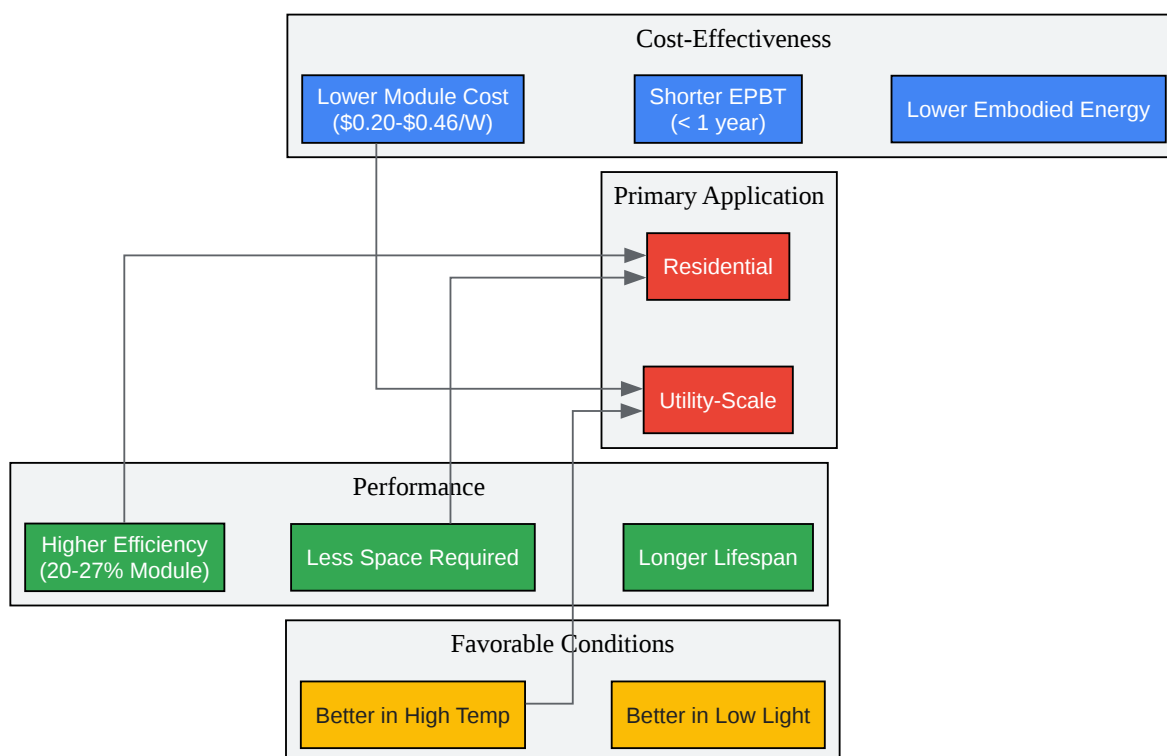 Cost-Effectiveness
Lower Module Cost
($0.20-$0.46/W)
Shorter EPBT
(< 1 year)
Lower Embodied Energy
Primary Application
Residential
Utility-Scale
Performance
Higher Efficiency
(20-27% Module)
Less Space Required
Longer Lifespan
Favorable Conditions
Better in High Temp
Better in Low Light